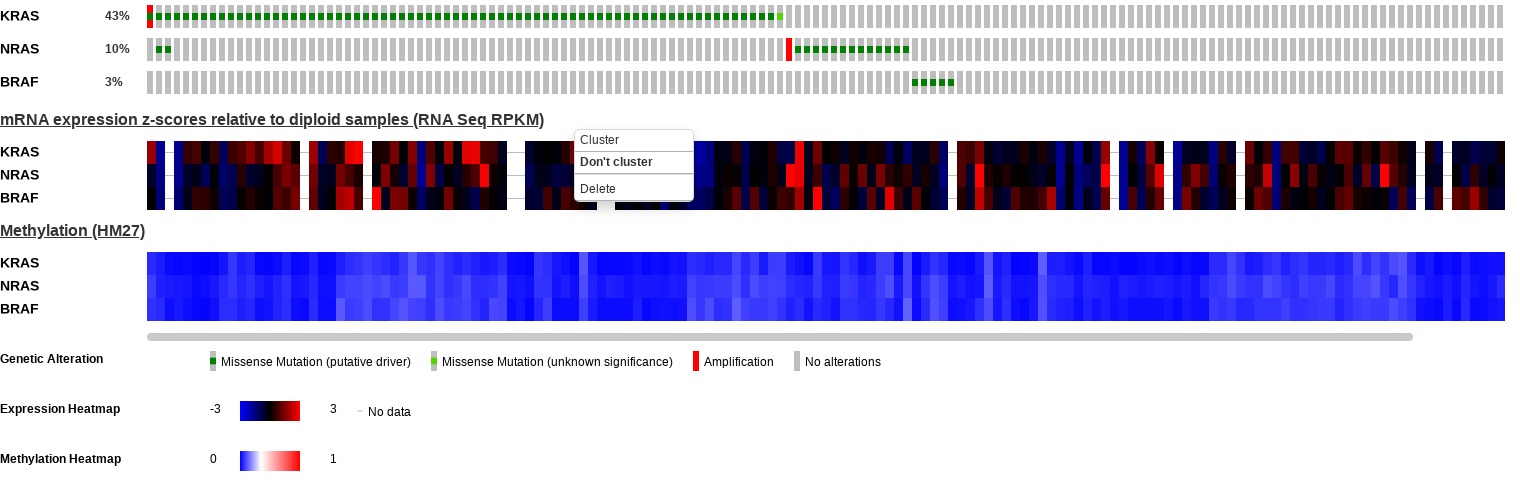 KRAS 43%
NRAS 10%
BRAF 3%
mRNA expression z-scores relative to diploid samples (RNA Seq RPKM)
Cluster
Don't cluster
Delete
KRAS
NRAS
BRAF
Methylation (HM27)
KRAS
NRAS
BRAF
Genetic Alteration Missense Mutation (putative driver) Missense Mutation (unknown significance) Amplification No alterations
Expression Heatmap -3 3 No data
Methylation Heatmap 0 1